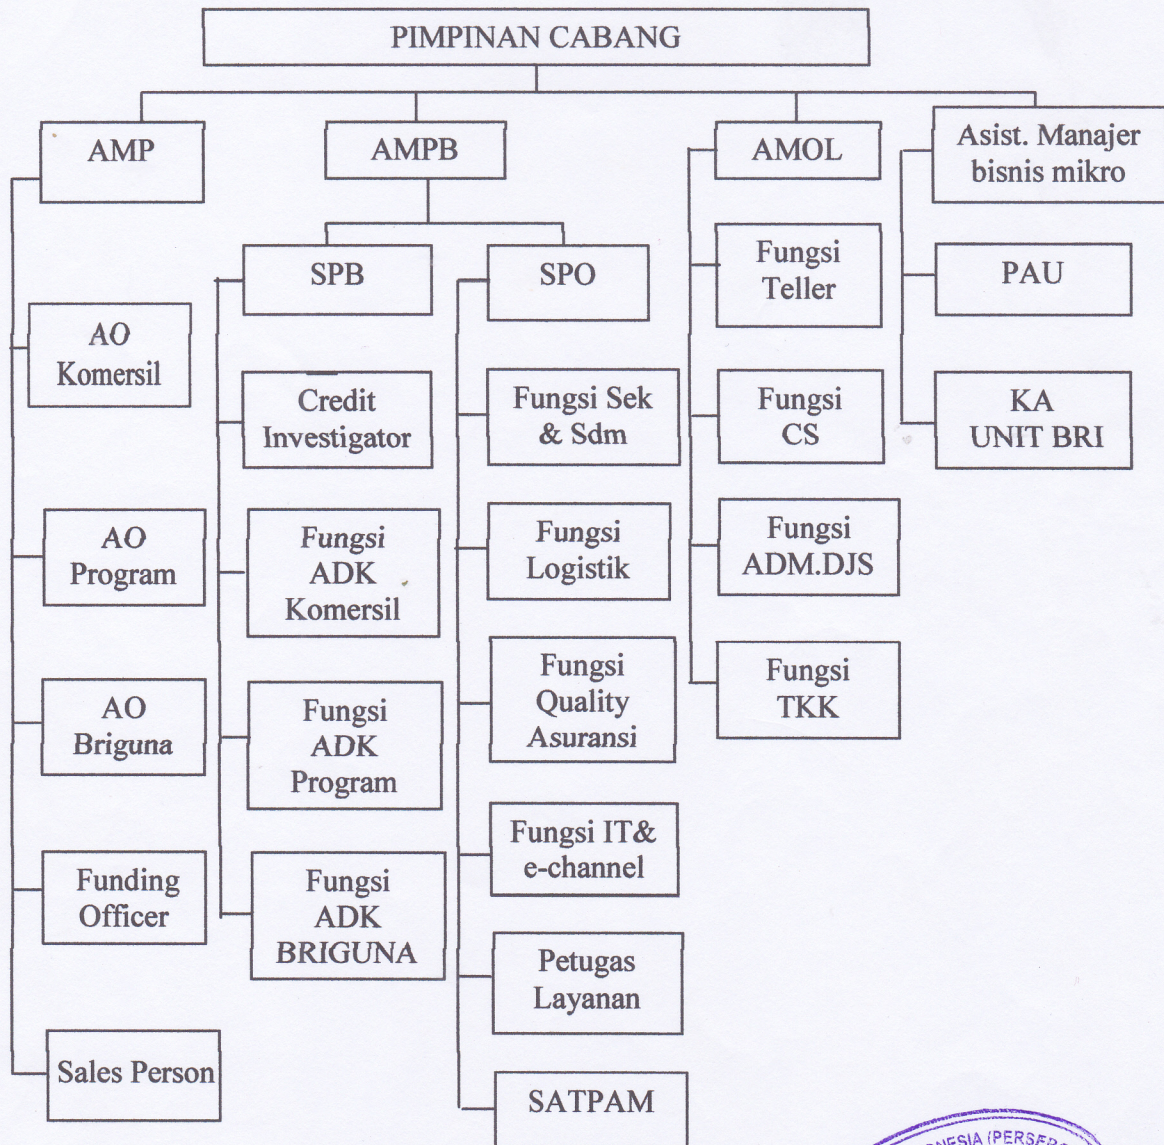 PIMPINAN CABANG
AMP
AMPB
AMOL
Asist. Manajer
bisnis mikro
SPB
SPO
Fungsi
Teller
PAU
AO
Komersil
Credit
Investigator
Fungsi Sek
& Sdm
Fungsi
CS
KA
UNIT BRI
AO
Program
Fungsi
ADK
Komersil
Fungsi
Logistik
Fungsi
ADM.DJS
AO
Briguna
Fungsi
ADK
Program
Fungsi
Quality
Asuransi
Fungsi
TKK
Funding
Officer
Fungsi
ADK
BRIGUNA
Fungsi IT&
e-channel
Petugas
Layanan
Sales Person
SATPAM